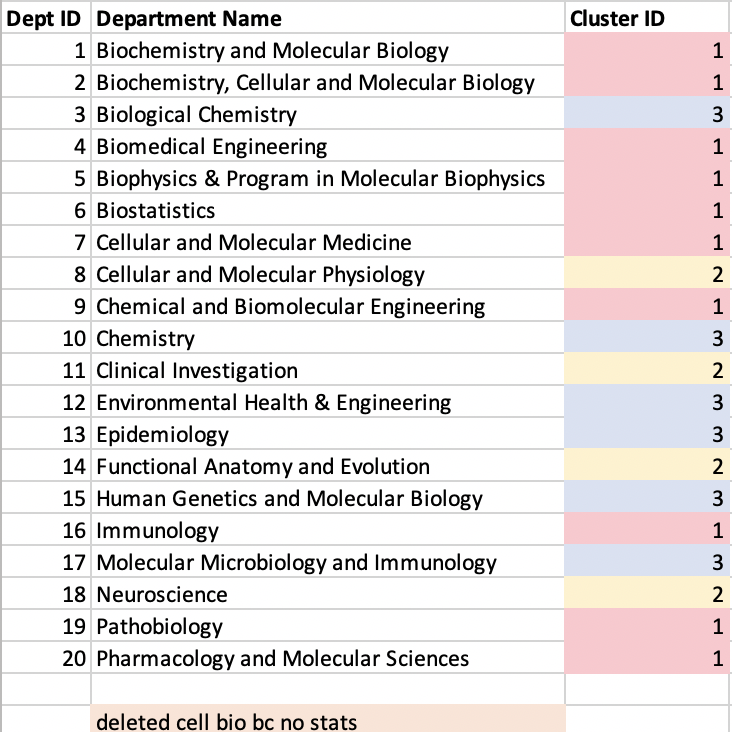 Dept ID Department Name Cluster ID
1 Biochemistry and Molecular Biology 1
2 Biochemistry, Cellular and Molecular Biology 1
3 Biological Chemistry 3
4 Biomedical Engineering 1
5 Biophysics & Program in Molecular Biophysics 1
6 Biostatistics 1
7 Cellular and Molecular Medicine 1
8 Cellular and Molecular Physiology 2
9 Chemical and Biomolecular Engineering 1
10 Chemistry 3
11 Clinical Investigation 2
12 Environmental Health & Engineering 3
13 Epidemiology 3
14 Functional Anatomy and Evolution 2
15 Human Genetics and Molecular Biology 3
16 Immunology 1
17 Molecular Microbiology and Immunology 3
18 Neuroscience 2
19 Pathobiology 1
20 Pharmacology and Molecular Sciences 1
deleted cell bio bc no stats